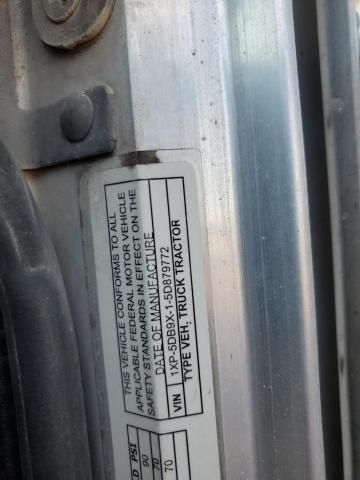 THIS VEHICLE CONFORMS TO ALL
APPLICABLE FEDERAL MOTOR VEHICLE
SAFETY STANDARDS IN EFFECT ON THE
DATE OF MANUFACTURE
VIN 1XP-5DB9X-1-5D879772
TYPE VEH, TRUCK TRACTOR
LD PSI
90
70
70